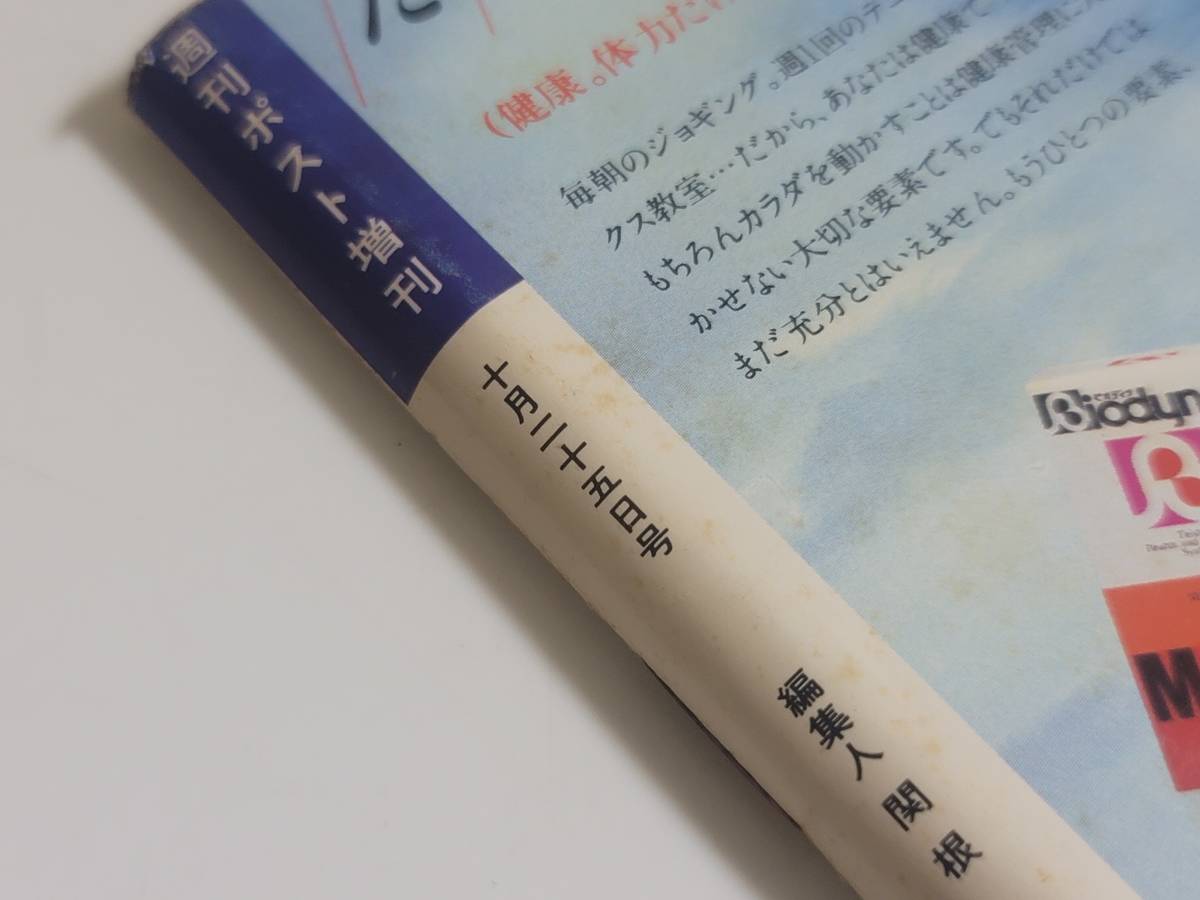 週刊ポスト増刊
十月二十五日号
編集人 関根
(健康。体力だけ
毎朝のジョギング。週1回のテー
クス教室…だから、あなたは健康で
もちろんカラダを動かすことは健康管理に
かせない大切な要素です。でもそれだけでは
まだ充分とはいえません。もうひとつの要素、
Biodyn
M